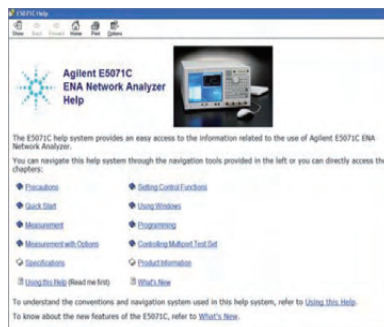 E5071C Help
Show Back Forward Home Print Options
Agilent E5071C
ENA Network Analyzer
Help
The E5071C help system provides an easy access to the information related to the use of Agilent E5071C ENA
Network Analyzer.
You can navigate this help system through the navigation tools provided in the left or you can directly access the
chapters:
Precautions
Setting Control Functions
Quick Start
Using Windows
Measurement
Programming
Measurement with Options
Controlling Multiport Test Set
Specifications
Product Information
Using this Help (Read me first)
What's New
To understand the conventions and navigation system used in this help system, refer to Using this Help.
To know about the new features of the E5071C, refer to What's New.